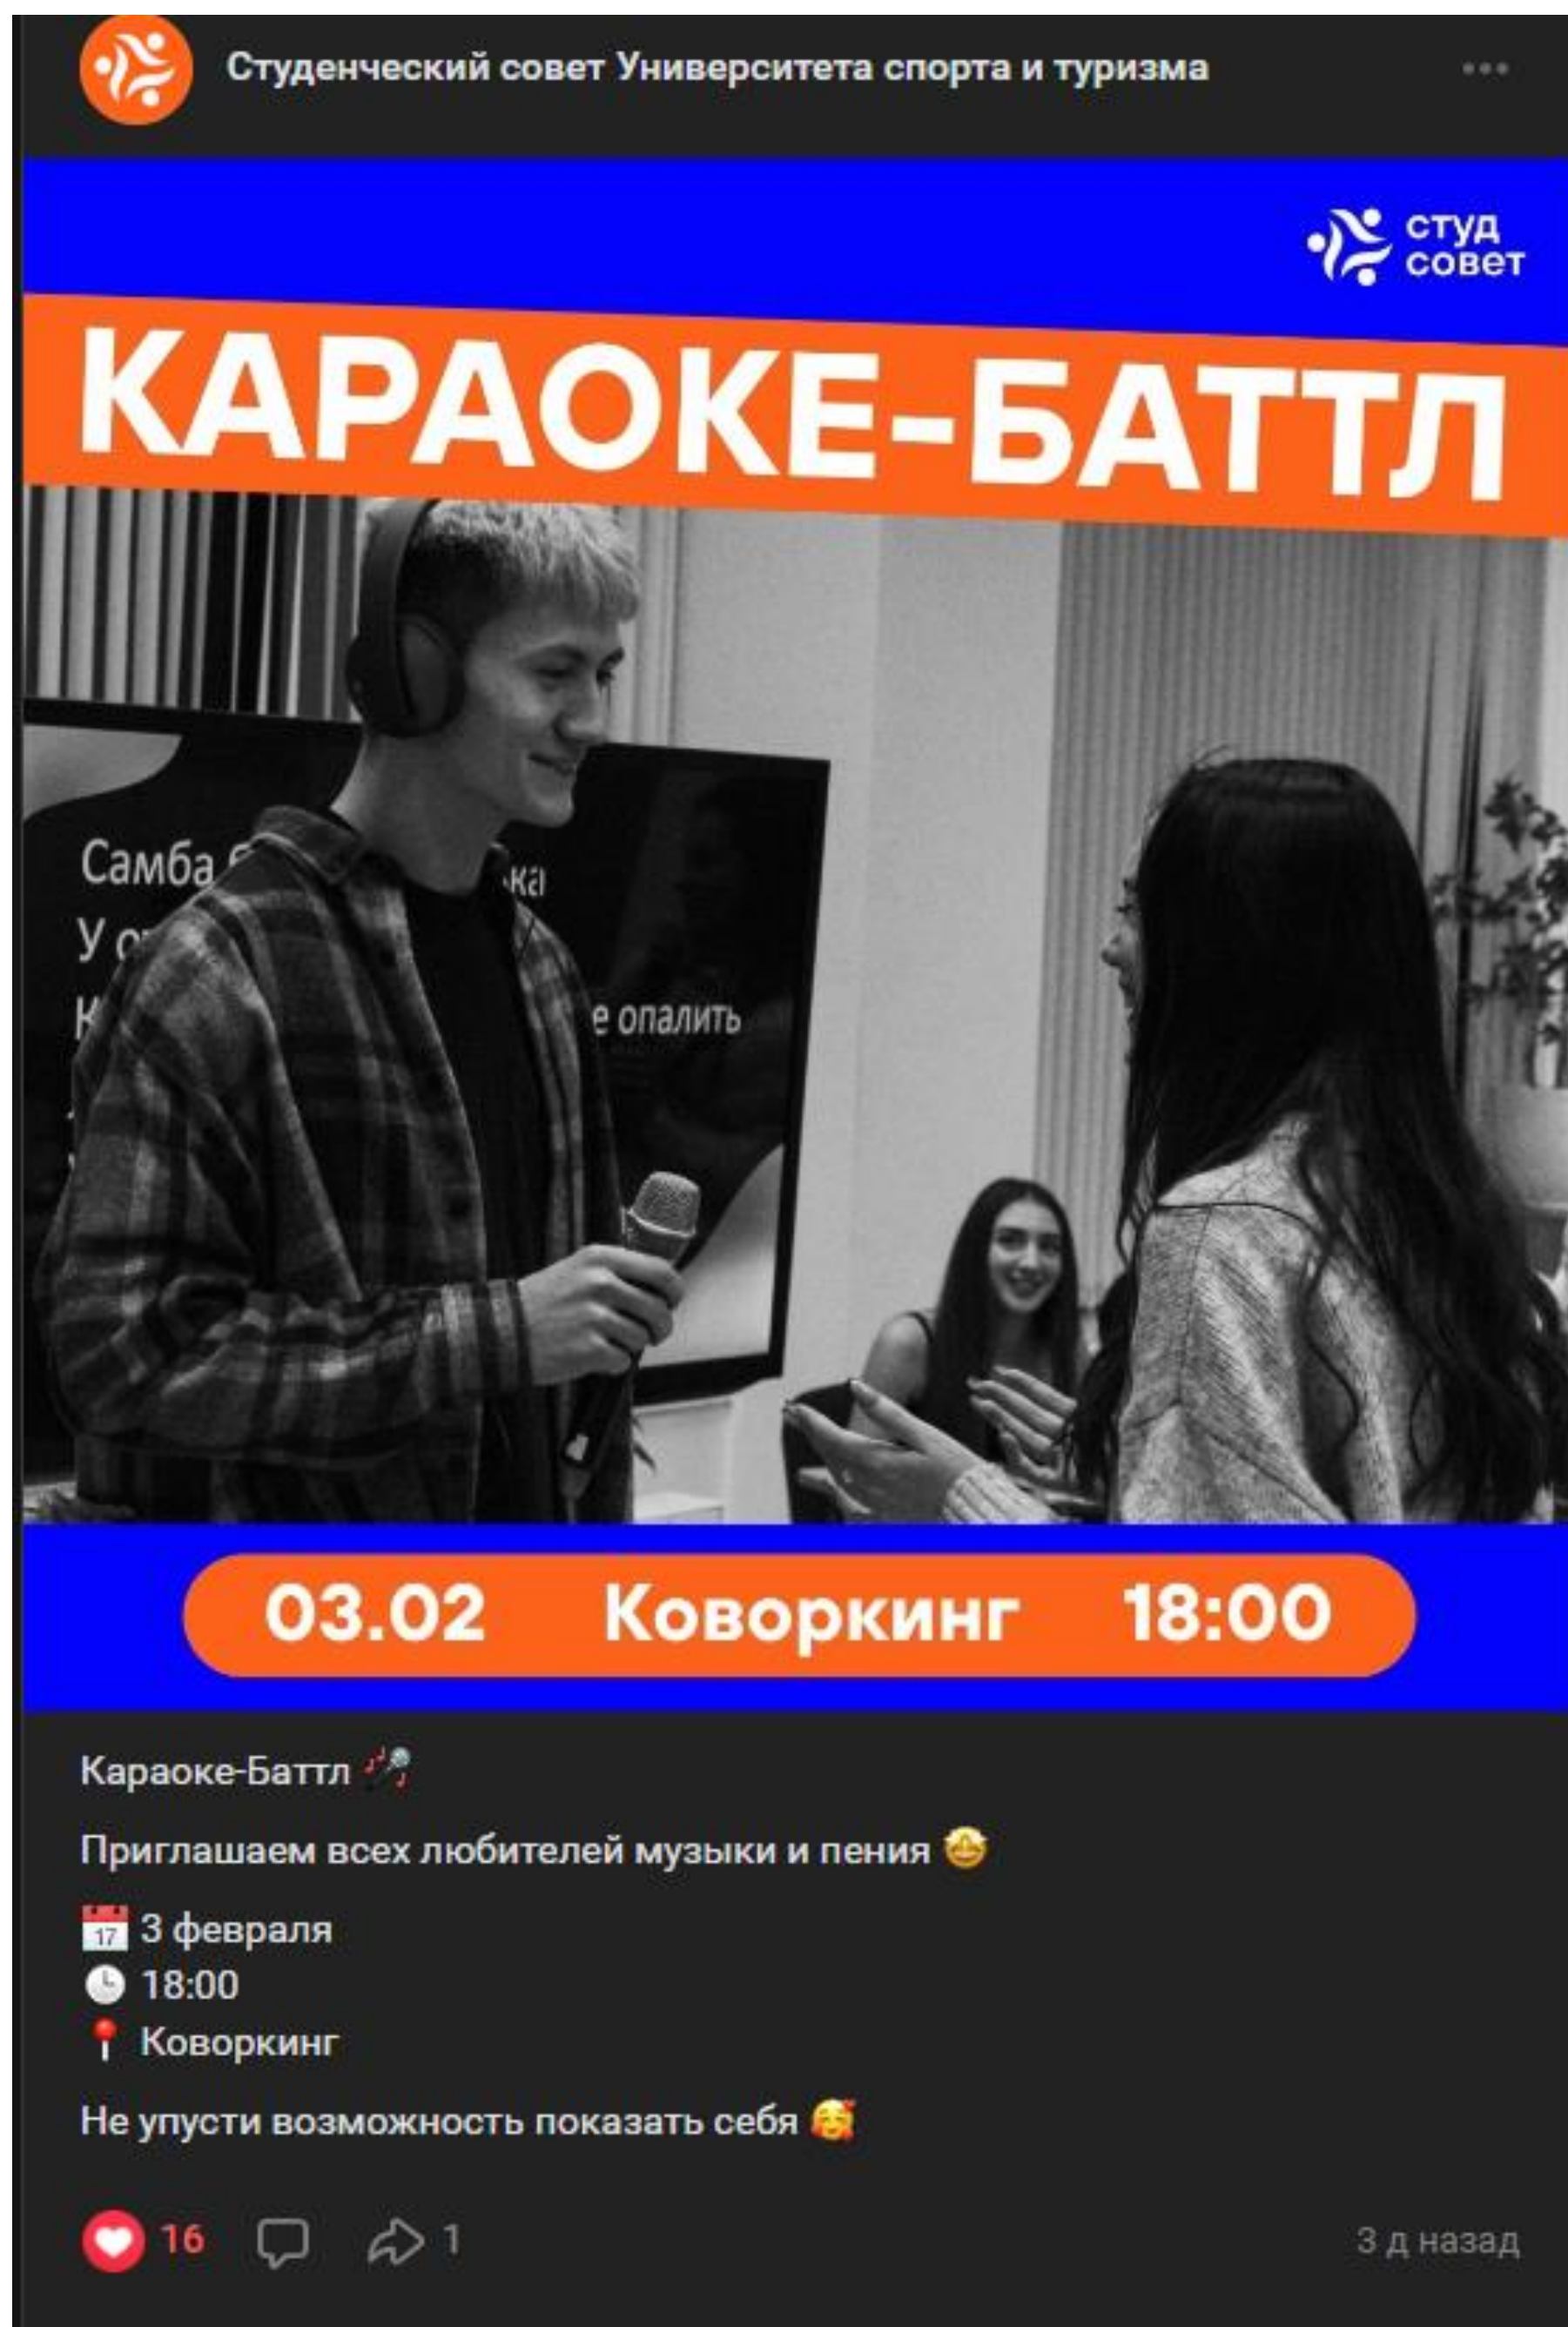 Студенческий совет Университета спорта и туризма
студ
совет
КАРАОКЕ-БАТТЛ
Самба
У
К
опалить
03.02 Коворкинг 18:00
Караоке-Баттл
Приглашаем всех любителей музыки и пения
17 3 февраля
18:00
Коворкинг
Не упусти возможность показать себя
16 1 3 д назад